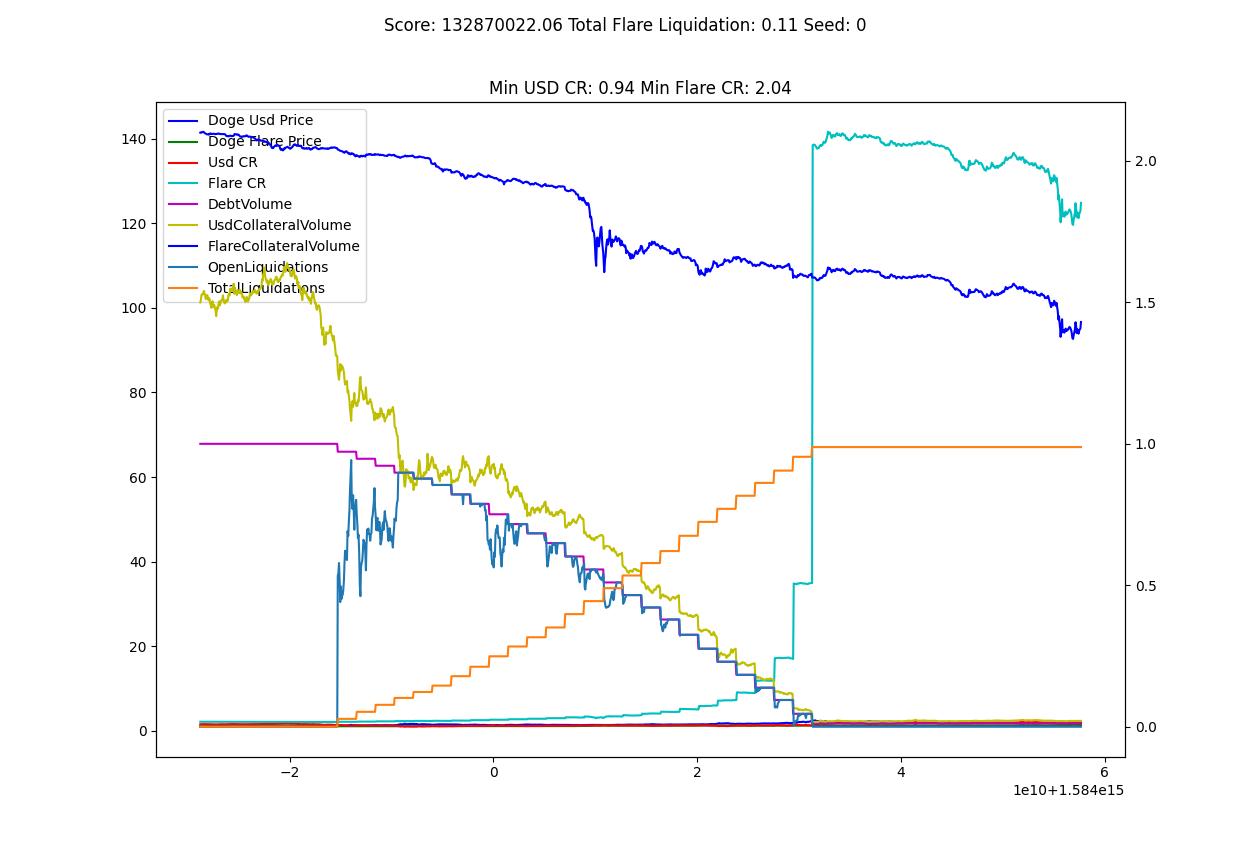 Score: 132870022.06 Total Flare Liquidation: 0.11 Seed: 0
Min USD CR: 0.94 Min Flare CR: 2.04
Doge Usd Price
Doge Flare Price
Usd CR
Flare CR
DebtVolume
UsdCollateralVolume
FlareCollateralVolume
OpenLiquidations
TotalLiquidations
140
120
100
80
60
40
20
0
2.0
1.5
1.0
0.5
0.0
−2
0
2
4
6
1e10+1.584e15